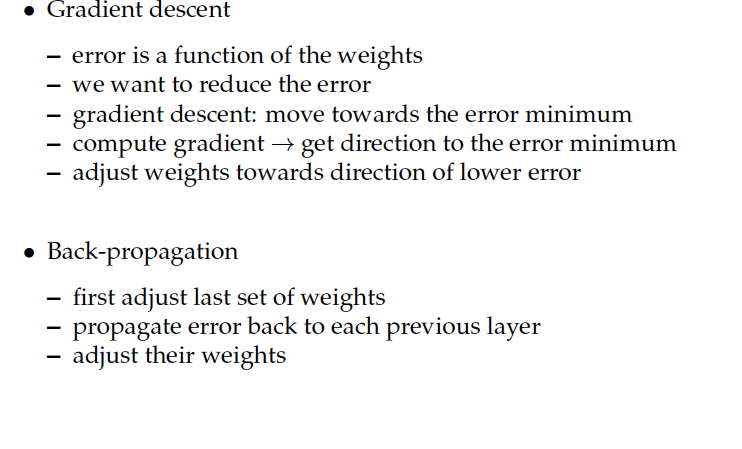 • Gradient descent
– error is a function of the weights
– we want to reduce the error
– gradient descent: move towards the error minimum
– compute gradient → get direction to the error minimum
– adjust weights towards direction of lower error
• Back-propagation
– first adjust last set of weights
– propagate error back to each previous layer
– adjust their weights